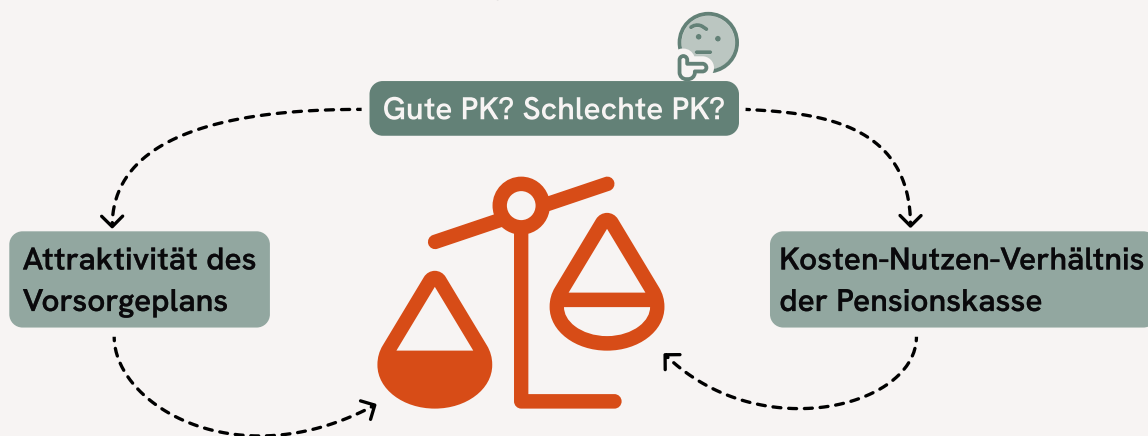 Gute PK? Schlechte PK?
Attraktivität des
Vorsorgeplans
Kosten-Nutzen-Verhältnis
der Pensionskasse